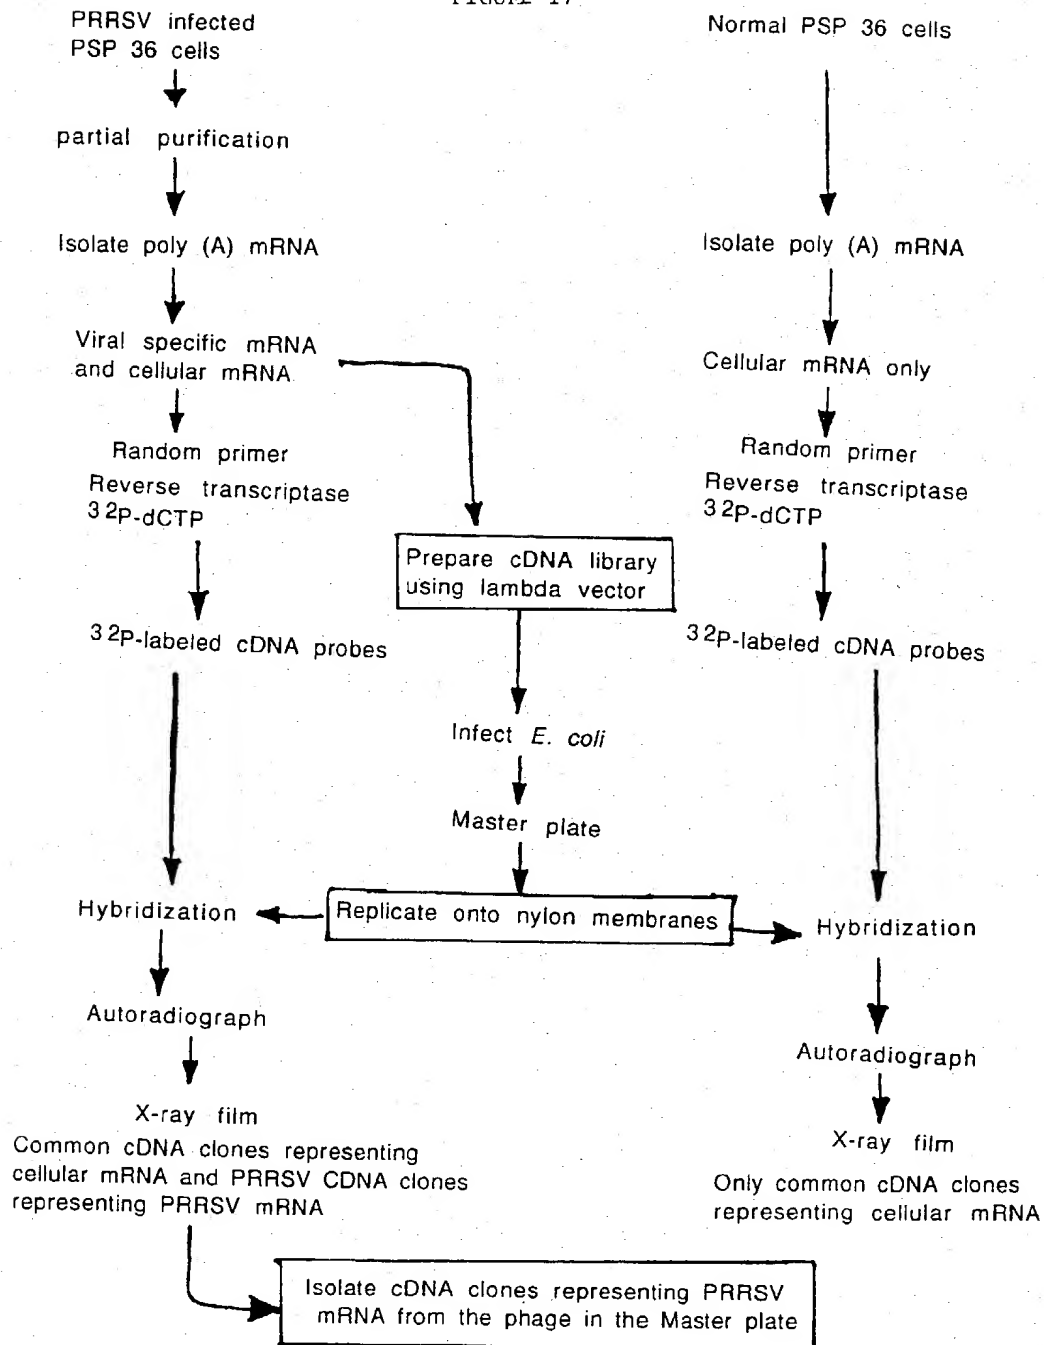 FIGURE 17
PRRSV infected
PSP 36 cells
partial purification
Isolate poly (A) mRNA
Viral specific mRNA
and cellular mRNA
Random primer
Reverse transcriptase
32P-dCTP
32P-labeled cDNA probes
Hybridization
Autoradiograph
X-ray film
Common cDNA clones representing
cellular mRNA and PRRSV CDNA clones
representing PRRSV mRNA
Prepare cDNA library
using lambda vector
Infect E. coli
Master plate
Replicate onto nylon membranes
Normal PSP 36 cells
Isolate poly (A) mRNA
Cellular mRNA only
Random primer
Reverse transcriptase
32P-dCTP
32P-labeled cDNA probes
Hybridization
Autoradiograph
X-ray film
Only common cDNA clones
representing cellular mRNA
Isolate cDNA clones representing PRRSV
mRNA from the phage in the Master plate